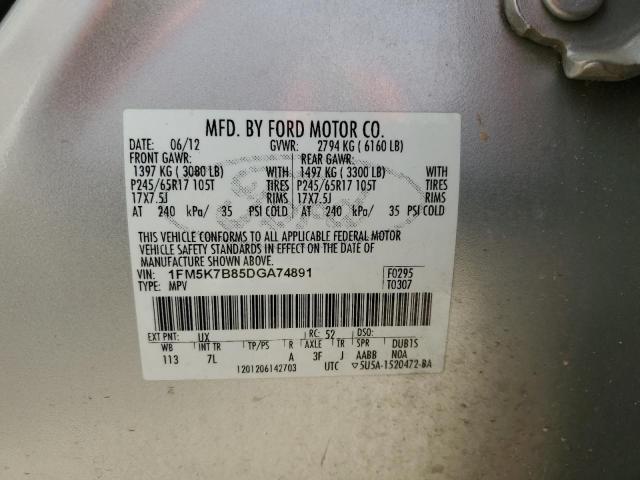 MFD. BY FORD MOTOR CO.
DATE: 06/12 GVWR: 2794 KG ( 6160 LB)
FRONT GAWR: REAR GAWR:
1397 KG ( 3080 LB) WITH 1497 KG ( 3300 LB) WITH
P245/65R17 105T TIRES P245/65R17 105T TIRES
17X7.5J RIMS 17X7.5J RIMS
AT 240 kPa/ 35 PSI COLD AT 240 kPa/ 35 PSI COLD
THIS VEHICLE CONFORMS TO ALL APPLICABLE FEDERAL MOTOR
VEHICLE SAFETY STANDARDS IN EFFECT ON THE DATE OF
MANUFACTURE SHOWN ABOVE.
VIN: 1FM5K7B85DGA74891 F0295
TYPE: MPV T0307
EXT PNT: UX RC: 52 DSO:
WB INT TR TP/PS R AXLE TR SPR DUB1S
113 7L A 3F J AABB N0A
1201206142703 UTC ▽5U5A-1520472-BA